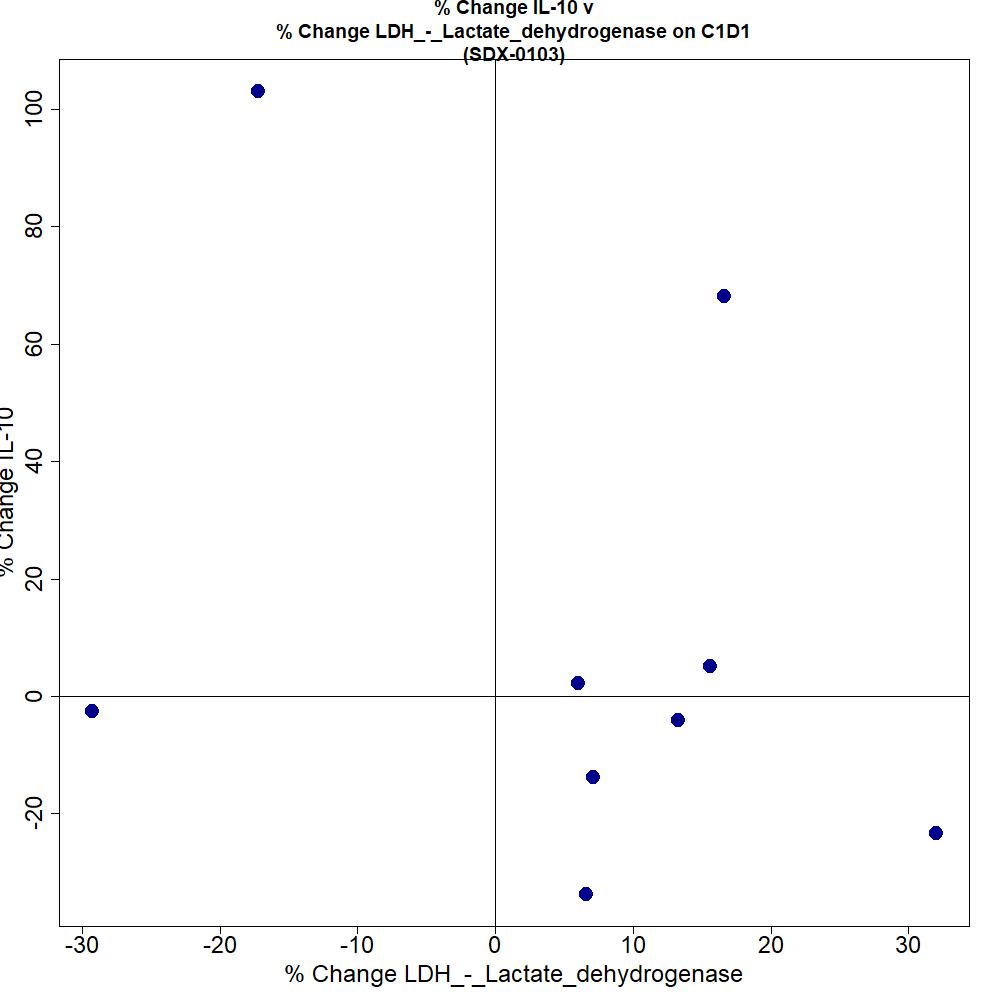 % Change IL-10 v
% Change LDH_-_Lactate_dehydrogenase on C1D1
(SDX-0103)
100
80
60
40
20
0
-20
% Change IL-10
-30
-20
-10
0
10
20
30
% Change LDH_-_Lactate_dehydrogenase